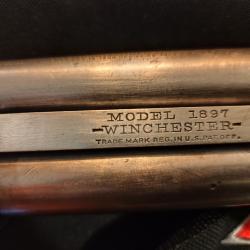 MODEL 1897
-WINCHESTER-
TRADE MARK REG. IN U.S. PAT. OFF.